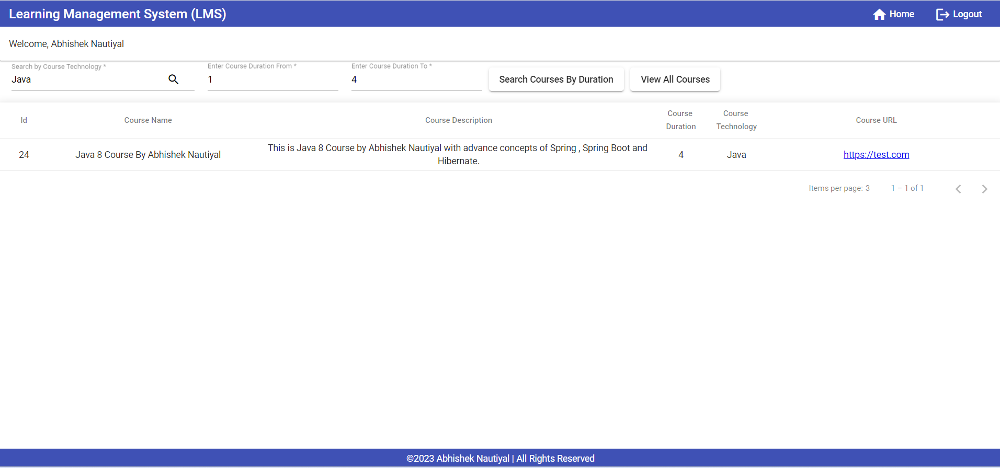 Learning Management System (LMS)
Home
Logout
Welcome, Abhishek Nautiyal
Search by Course Technology *
Java
Enter Course Duration From *
1
Enter Course Duration To *
4
Search Courses By Duration
View All Courses
Id
Course Name
Course Description
Course
Duration
Course
Technology
Course URL
24
Java 8 Course By Abhishek Nautiyal
This is Java 8 Course by Abhishek Nautiyal with advance concepts of Spring , Spring Boot and
Hibernate.
4
Java
https://test.com
Items per page: 3
1 – 1 of 1
©2023 Abhishek Nautiyal | All Rights Reserved